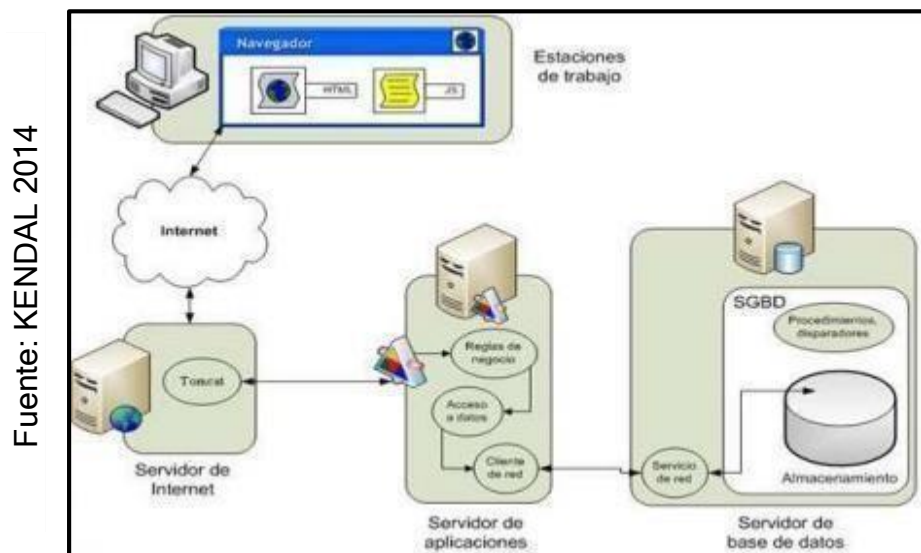 Fuente: KENDAL 2014
Navegador
HTML
JS
Estaciones
de trabajo
Internet
Tomcat
Servidor de
Internet
Reglas de
negocio
Acceso
a datos
Cliente
de red
Servidor de
aplicaciones
SGBD
Procedimientos,
disparadores
Servicio
de red
Almacenamiento
Servidor de
base de datos